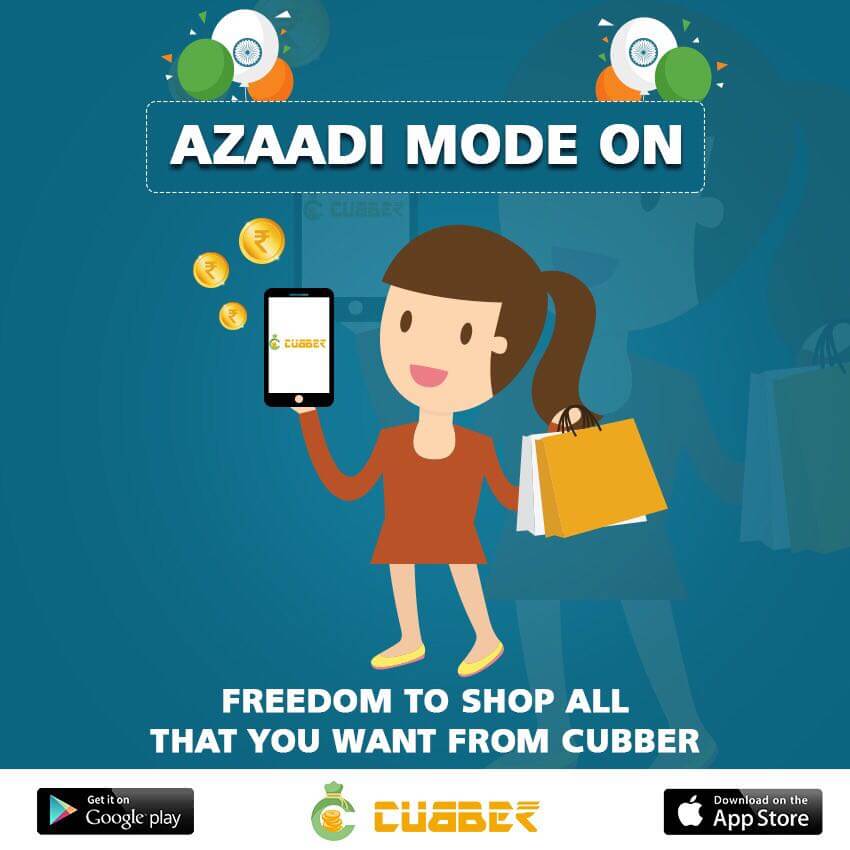 AZAADI MODE ON
CUBBER
CUBBER
FREEDOM TO SHOP ALL
THAT YOU WANT FROM CUBBER
Get it on
Google play
CUBBER
Download on the
App Store